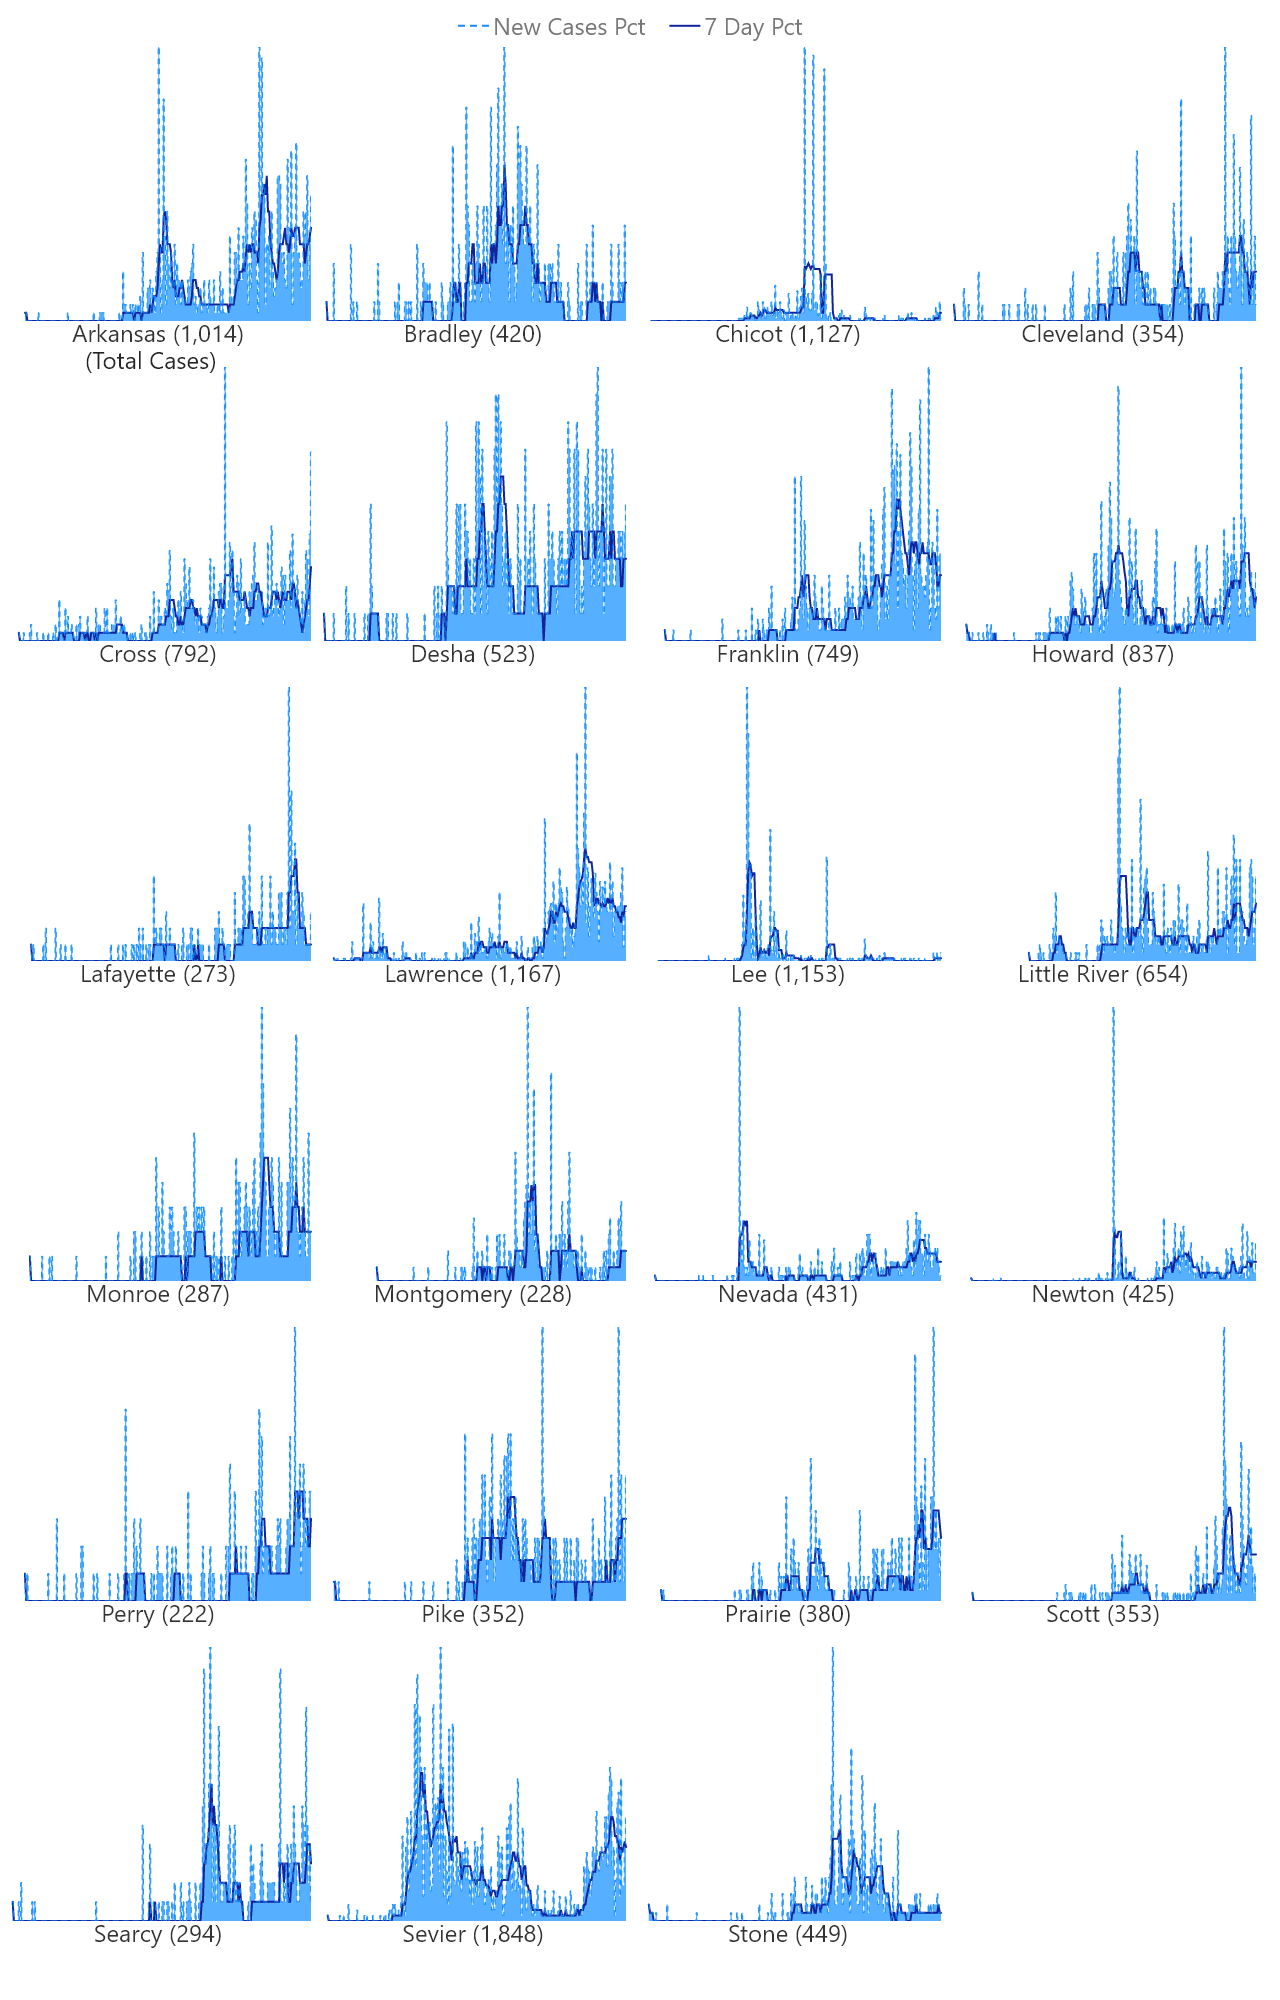 New Cases Pct 7 Day Pct
Arkansas (1,014) Bradley (420) Chicot (1,127) Cleveland (354)
(Total Cases)
Cross (792) Desha (523) Franklin (749) Howard (837)
Lafayette (273) Lawrence (1,167) Lee (1,153) Little River (654)
Monroe (287) Montgomery (228) Nevada (431) Newton (425)
Perry (222) Pike (352) Prairie (380) Scott (353)
Searcy (294) Sevier (1,848) Stone (449)